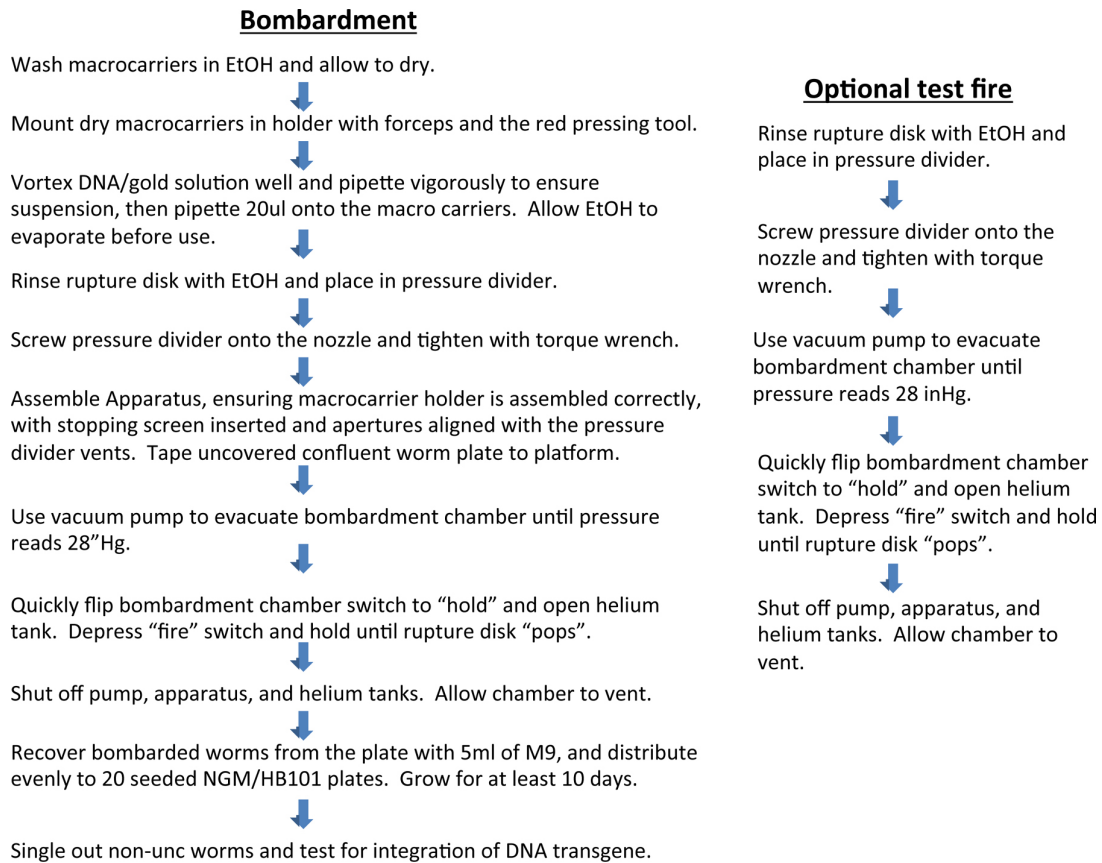 Bombardment
Wash macrocarriers in EtOH and allow to dry.
Mount dry macrocarriers in holder with forceps and the red pressing tool.
Vortex DNA/gold solution well and pipette vigorously to ensure
suspension, then pipette 20ul onto the macro carriers.  Allow EtOH to
evaporate before use.
Rinse rupture disk with EtOH and place in pressure divider.
Screw pressure divider onto the nozzle and tighten with torque wrench.
Assemble Apparatus, ensuring macrocarrier holder is assembled correctly,
with stopping screen inserted and apertures aligned with the pressure
divider vents.  Tape uncovered confluent worm plate to platform.
Use vacuum pump to evacuate bombardment chamber until pressure
reads 28”Hg.
Quickly flip bombardment chamber switch to “hold” and open helium
tank.  Depress “fire” switch and hold until rupture disk “pops”.
Shut off pump, apparatus, and helium tanks.  Allow chamber to vent.
Recover bombarded worms from the plate with 5ml of M9, and distribute
evenly to 20 seeded NGM/HB101 plates.  Grow for at least 10 days.
Single out non-unc worms and test for integration of DNA transgene.
Optional test fire
Rinse rupture disk with EtOH and
place in pressure divider.
Screw pressure divider onto the
nozzle and tighten with torque
wrench.
Use vacuum pump to evacuate
bombardment chamber until
pressure reads 28 inHg.
Quickly flip bombardment chamber
switch to “hold” and open helium
tank.  Depress “fire” switch and hold
until rupture disk “pops”.
Shut off pump, apparatus, and
helium tanks.  Allow chamber to
vent.